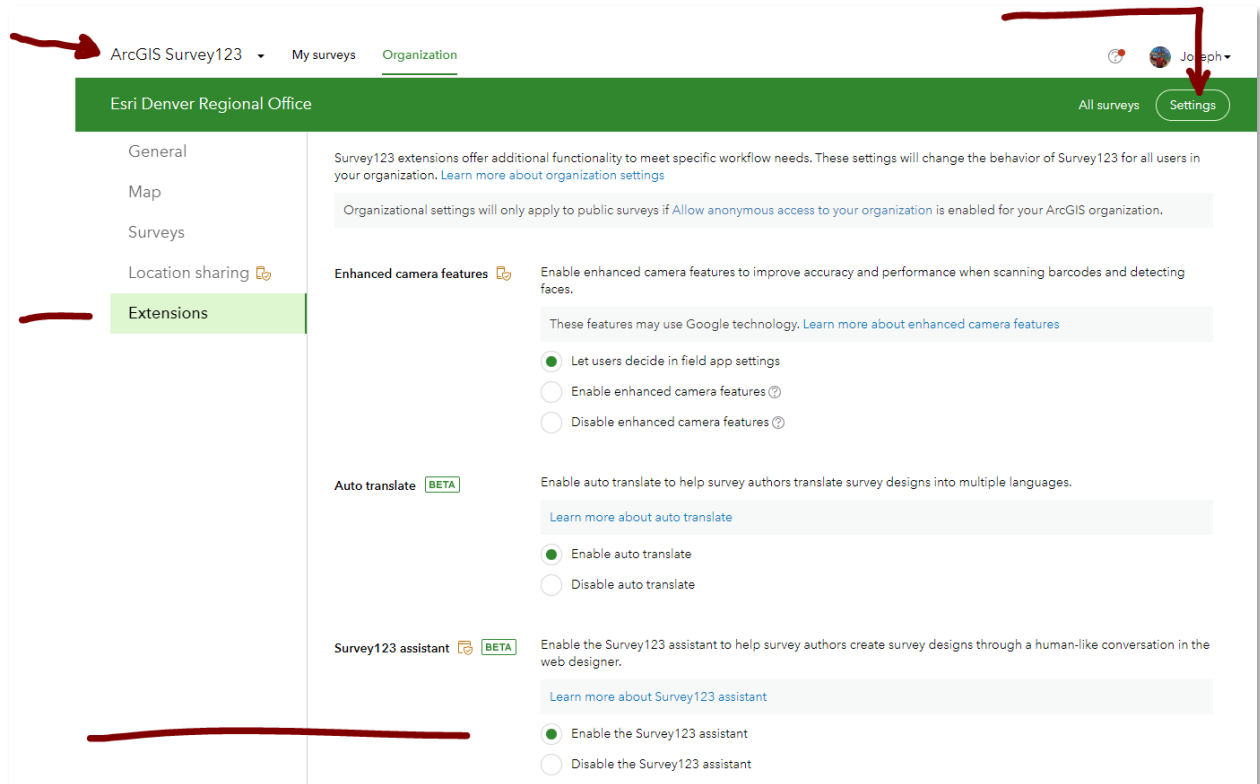 ArcGIS Survey123 My surveys Organization Joseph
Esri Denver Regional Office All surveys Settings
General
Map
Surveys
Location sharing
Extensions
Survey123 extensions offer additional functionality to meet specific workflow needs. These settings will change the behavior of Survey123 for all users in
your organization. Learn more about organization settings
Organizational settings will only apply to public surveys if Allow anonymous access to your organization is enabled for your ArcGIS organization.
Enhanced camera features
Enable enhanced camera features to improve accuracy and performance when scanning barcodes and detecting
faces.
These features may use Google technology. Learn more about enhanced camera features
Let users decide in field app settings
Enable enhanced camera features
Disable enhanced camera features
Auto translate BETA
Enable auto translate to help survey authors translate survey designs into multiple languages.
Learn more about auto translate
Enable auto translate
Disable auto translate
Survey123 assistant BETA
Enable the Survey123 assistant to help survey authors create survey designs through a human-like conversation in the
web designer.
Learn more about Survey123 assistant
Enable the Survey123 assistant
Disable the Survey123 assistant